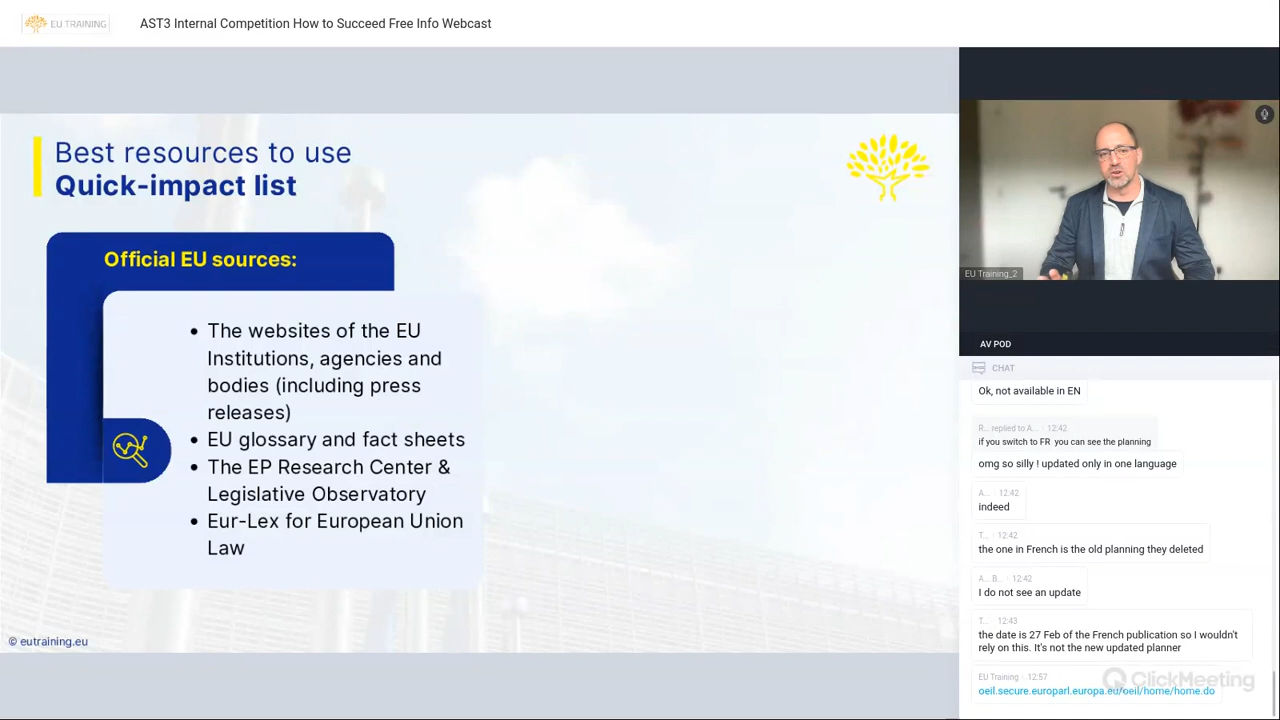 EU TRAINING
AST3 Internal Competition How to Succeed Free Info Webcast
Best resources to use
Quick-impact list
Official EU sources:
• The websites of the EU
Institutions, agencies and
bodies (including press
releases)
• EU glossary and fact sheets
• The EP Research Center &
Legislative Observatory
• Eur-Lex for European Union
Law
© eutraining.eu
EU Training_2
AV POD
CHAT
Ok, not available in EN
R... replied to A... · 12:42
if you switch to FR you can see the planning
omg so silly ! updated only in one language
A... · 12:42
indeed
T... · 12:42
the one in French is the old planning they deleted
A... B... · 12:42
I do not see an update
T... · 12:43
the date is 27 Feb of the French publication so I wouldn't
rely on this. It's not the new updated planner
EU Training · 12:57
oeil.secure.europarl.europa.eu/oeil/home/home.do
ClickMeeting